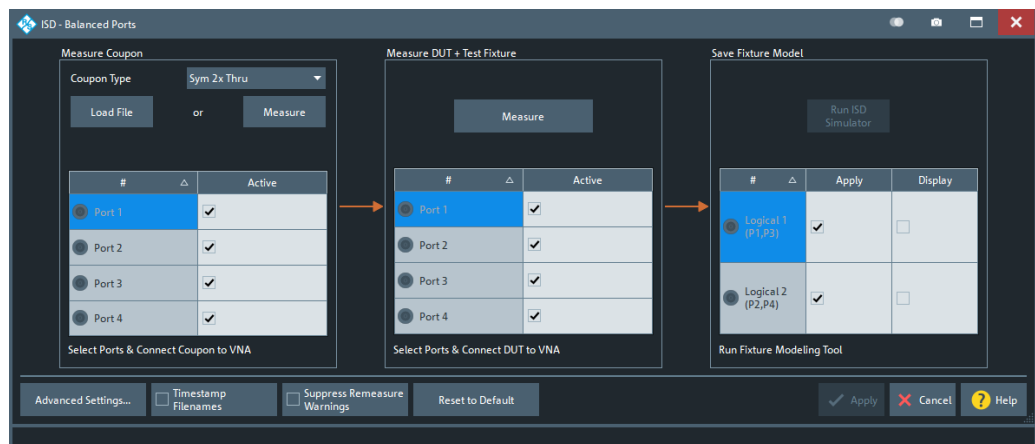 ISD - Balanced Ports
Measure Coupon
Coupon Type
Sym 2x Thru
Load File
or
Measure
# Active
Port 1
Port 2
Port 3
Port 4
Select Ports & Connect Coupon to VNA
Measure DUT + Test Fixture
Measure
# Active
Port 1
Port 2
Port 3
Port 4
Select Ports & Connect DUT to VNA
Save Fixture Model
Run ISD
Simulator
# Apply Display
Logical 1
(P1,P3)
Logical 2
(P2,P4)
Run Fixture Modeling Tool
Advanced Settings...
Timestamp
Filenames
Suppress Remeasure
Warnings
Reset to Default
Apply
Cancel
? Help